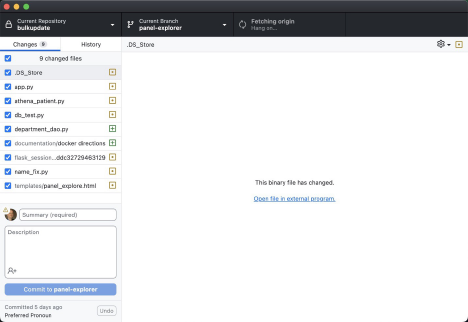 Current Repository
bulkupdate
Current Branch
panel-explorer
Fetching origin
Hang on...
Changes 9
History
.DS_Store
9 changed files
.DS_Store
app.py
athena_patient.py
db_test.py
department_dao.py
documentation/docker directions
flask_session...ddc32729463129
name_fix.py
templates/panel_explore.html
This binary file has changed.
Open file in external program.
Summary (required)
Description
Commit to panel-explorer
Committed 5 days ago
Preferred Pronoun
Undo